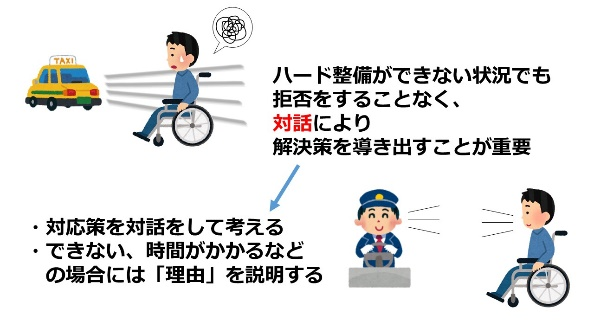 TAXI
ハード整備ができない状況でも
拒否をすることなく、
対話により
解決策を導き出すことが重要
・対応策を対話をして考える
・できない、時間がかかるなど
の場合には「理由」を説明する